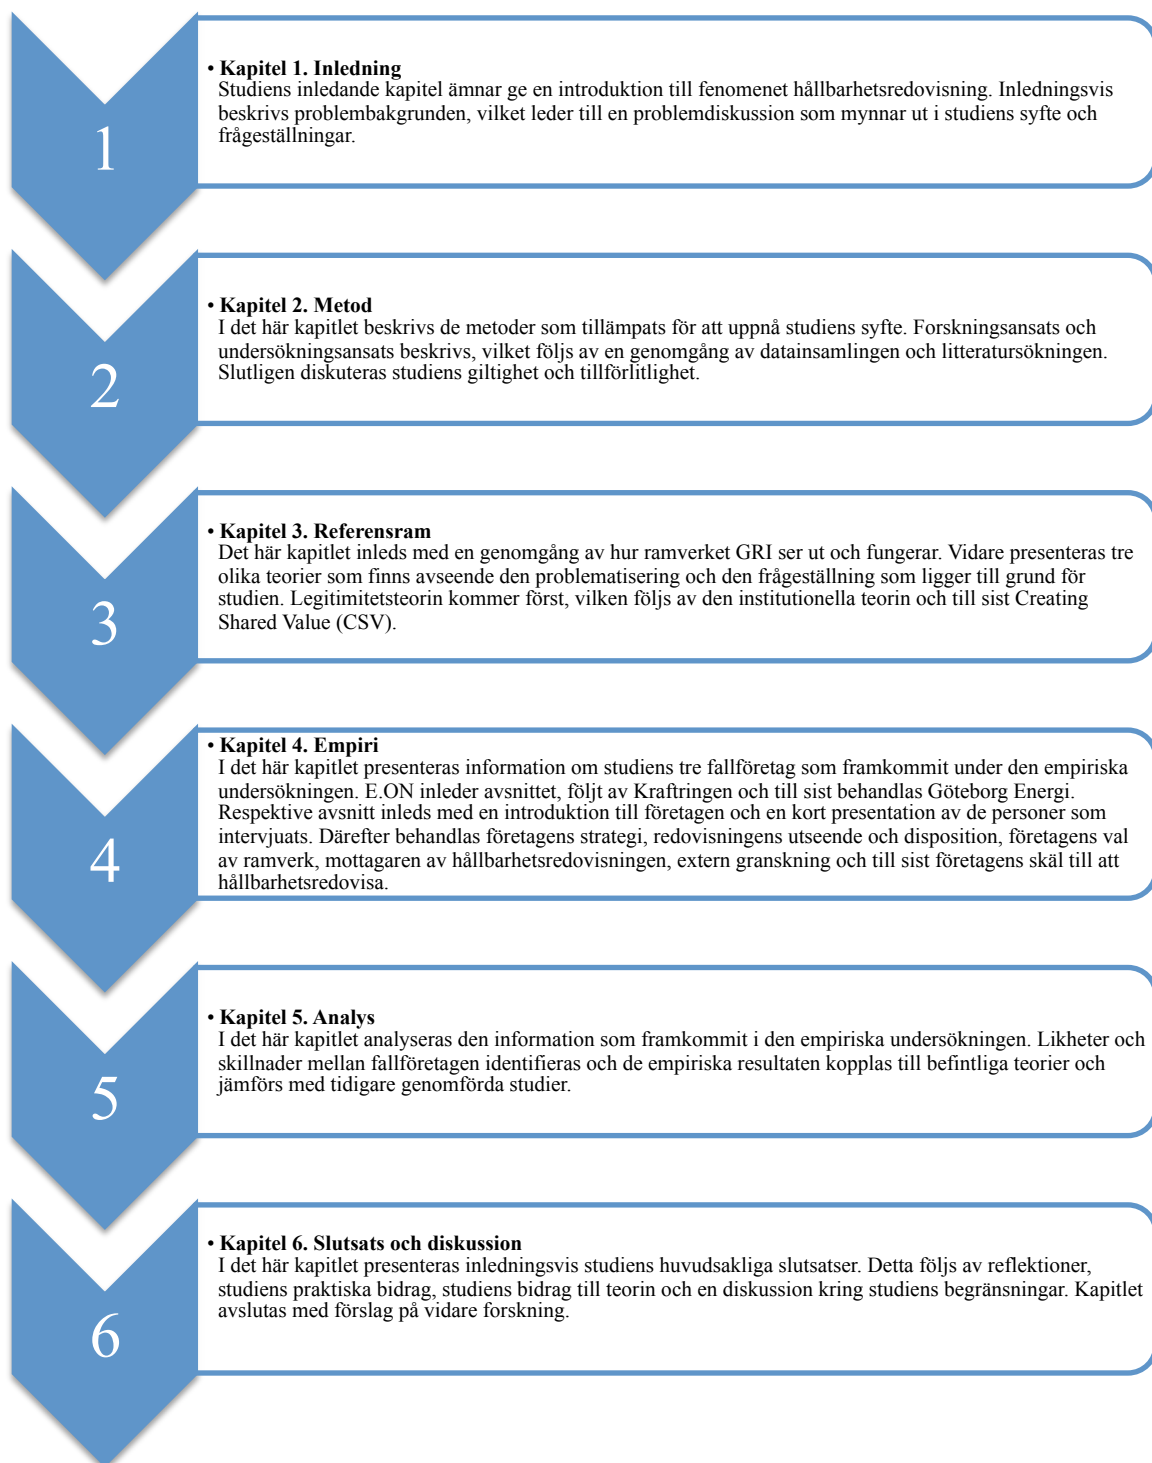 1
• Kapitel 1. Inledning
Studiens inledande kapitel ämnar ge en introduktion till fenomenet hållbarhetsredovisning. Inledningsvis
beskrivs problembakgrunden, vilket leder till en problemdiskussion som mynnar ut i studiens syfte och
frågeställningar.
2
• Kapitel 2. Metod
I det här kapitlet beskrivs de metoder som tillämpats för att uppnå studiens syfte. Forskningsansats och
undersökningsansats beskrivs, vilket följs av en genomgång av datainsamlingen och litteratursökningen.
Slutligen diskuteras studiens giltighet och tillförlitlighet.
3
• Kapitel 3. Referensram
Det här kapitlet inleds med en genomgång av hur ramverket GRI ser ut och fungerar. Vidare presenteras tre
olika teorier som finns avseende den problematisering och den frågeställning som ligger till grund för
studien. Legitimitetsteorin kommer först, vilken följs av den institutionella teorin och till sist Creating
Shared Value (CSV).
4
• Kapitel 4. Empiri
I det här kapitlet presenteras information om studiens tre fallföretag som framkommit under den empiriska
undersökningen. E.ON inleder avsnittet, följt av Kraftringen och till sist behandlas Göteborg Energi.
Respektive avsnitt inleds med en introduktion till företagen och en kort presentation av de personer som
intervjuats. Därefter behandlas företagens strategi, redovisningens utseende och disposition, företagens val
av ramverk, mottagaren av hållbarhetsredovisningen, extern granskning och till sist företagens skäl till att
hållbarhetsredovisa.
5
• Kapitel 5. Analys
I det här kapitlet analyseras den information som framkommit i den empiriska undersökningen. Likheter och
skillnader mellan fallföretagen identifieras och de empiriska resultaten kopplas till befintliga teorier och
jämförs med tidigare genomförda studier.
6
• Kapitel 6. Slutsats och diskussion
I det här kapitlet presenteras inledningsvis studiens huvudsakliga slutsatser. Detta följs av reflektioner,
studiens praktiska bidrag, studiens bidrag till teorin och en diskussion kring studiens begränsningar. Kapitlet
avslutas med förslag på vidare forskning.